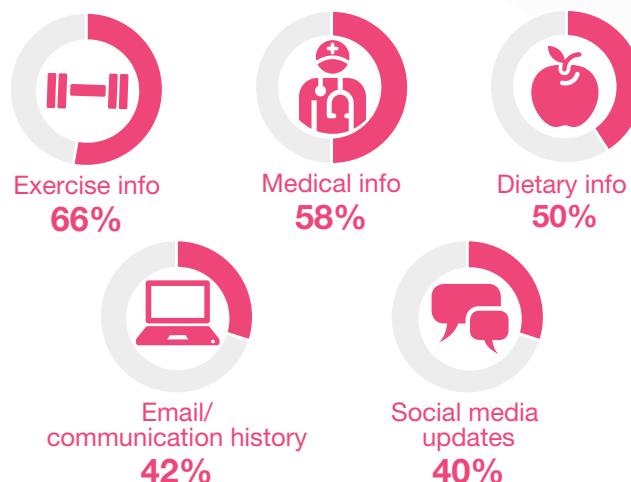 Exercise info
66%
Medical info
58%
Dietary info
50%
Email/
communication history
42%
Social media
updates
40%